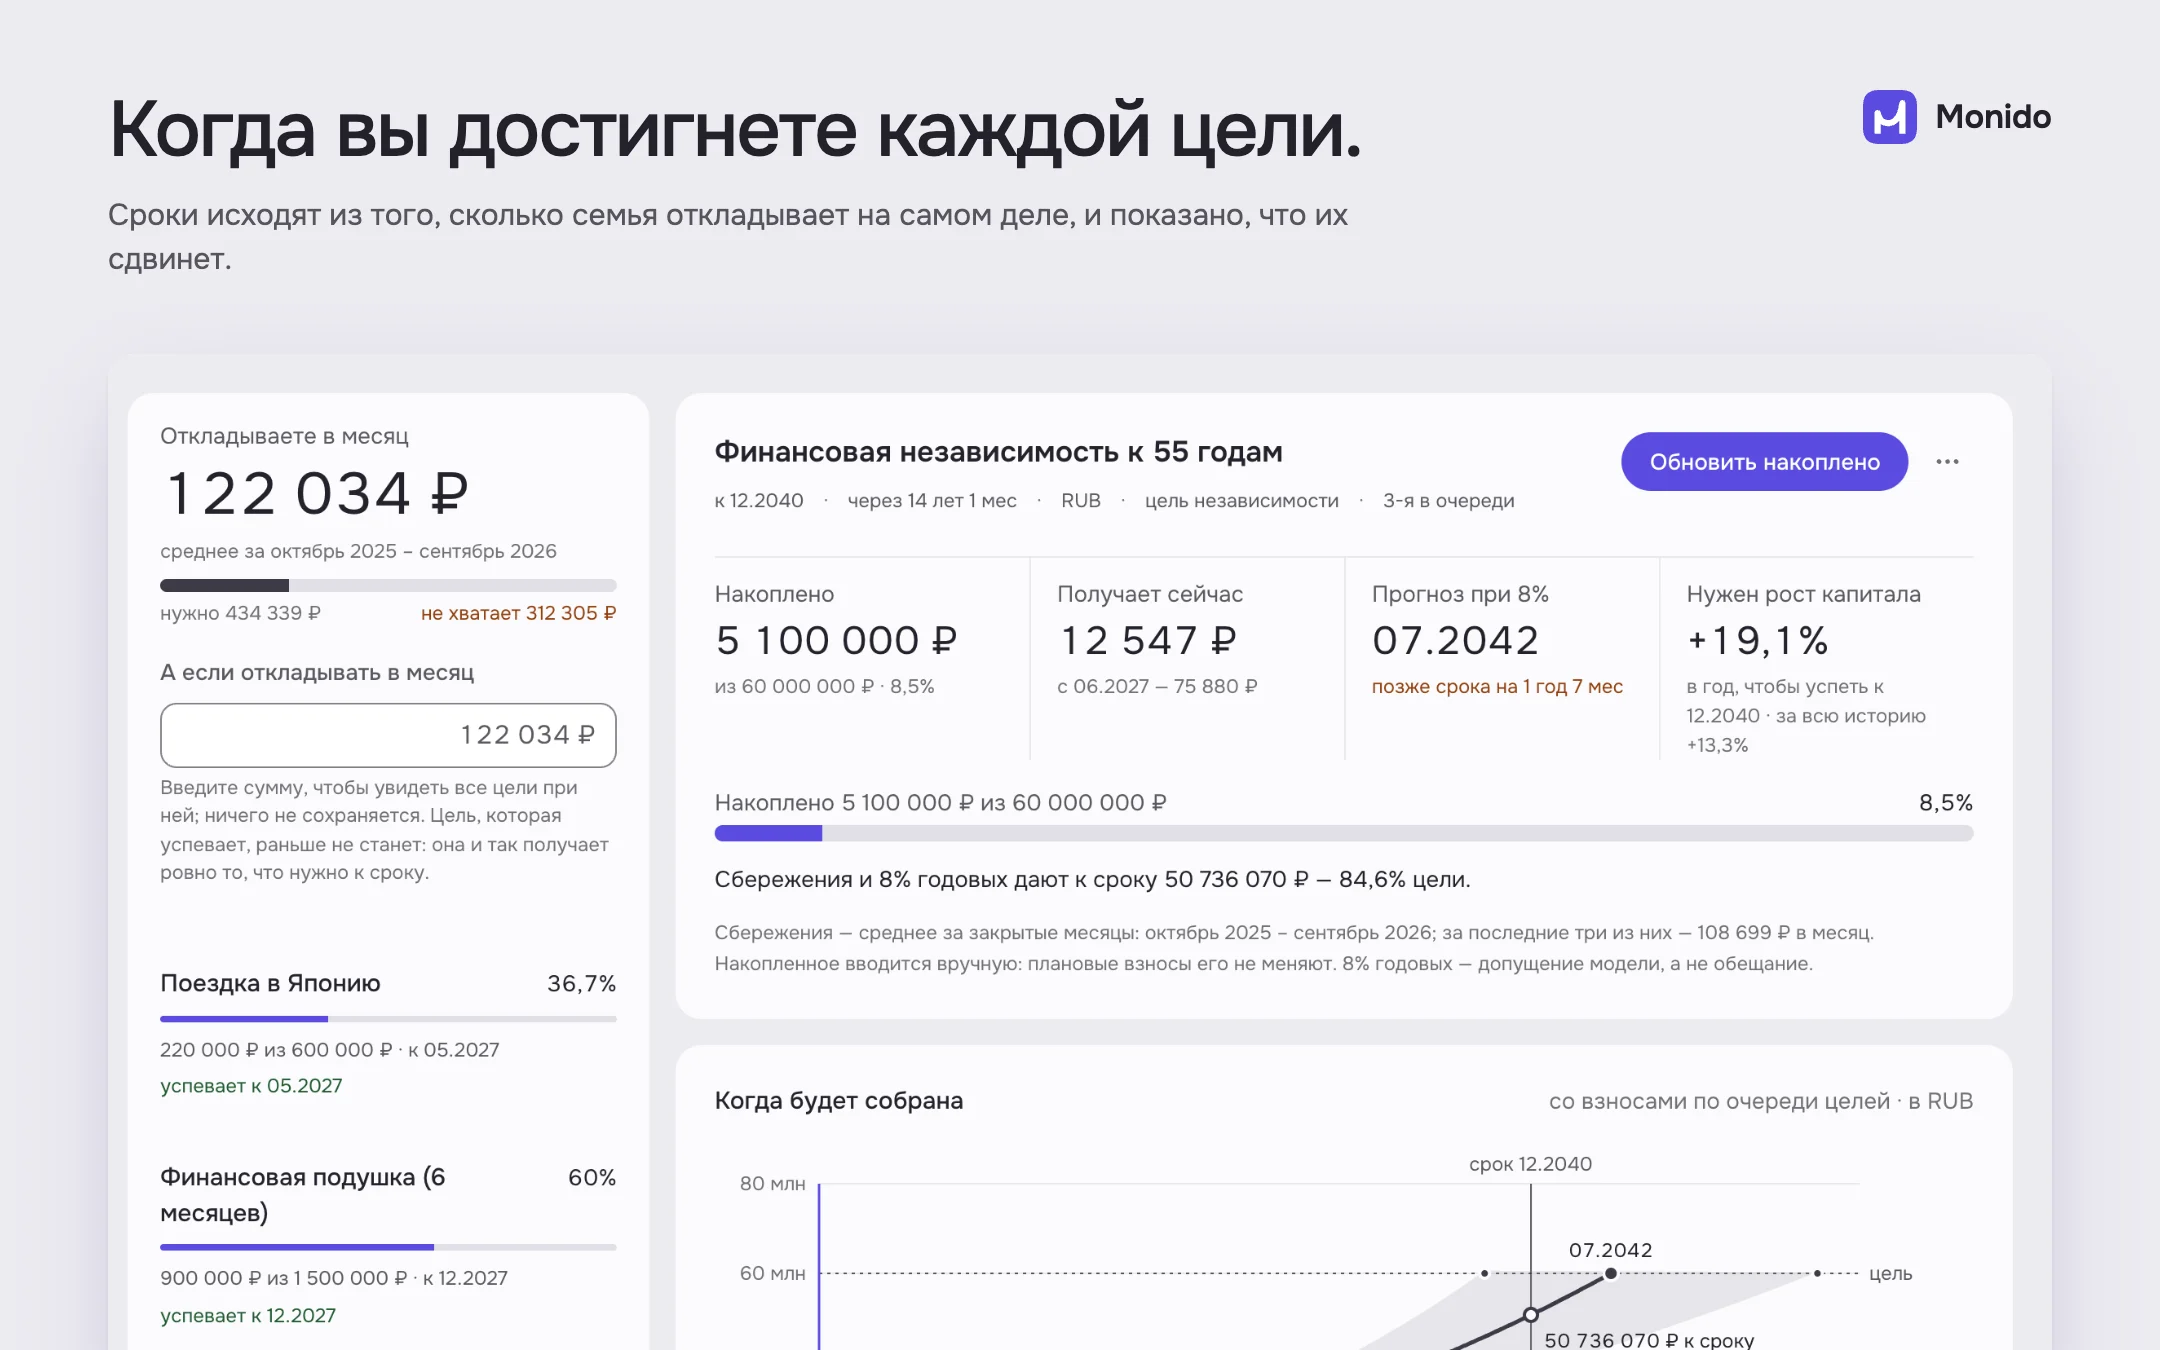 Когда вы достигнете каждой цели.
Monido
Сроки исходят из того, сколько семья откладывает на самом деле, и показано, что их
сдвинет.
Откладываете в месяц
122 034 ₽
среднее за октябрь 2025 – сентябрь 2026
нужно 434 339 ₽
не хватает 312 305 ₽
А если откладывать в месяц
122 034 ₽
Введите сумму, чтобы увидеть все цели при
ней; ничего не сохраняется. Цель, которая
успевает, раньше не станет: она и так получает
ровно то, что нужно к сроку.
Поездка в Японию
36,7%
220 000 ₽ из 600 000 ₽ · к 05.2027
успевает к 05.2027
Финансовая подушка (6
месяцев)
60%
900 000 ₽ из 1 500 000 ₽ · к 12.2027
успевает к 12.2027
Финансовая независимость к 55 годам
Обновить накоплено
к 12.2040 · через 14 лет 1 мес · RUB · цель независимости · 3-я в очереди
Накоплено
5 100 000 ₽
из 60 000 000 ₽ · 8,5%
Получает сейчас
12 547 ₽
с 06.2027 — 75 880 ₽
Прогноз при 8%
07.2042
позже срока на 1 год 7 мес
Нужен рост капитала
+19,1%
в год, чтобы успеть к
12.2040 · за всю историю
+13,3%
Накоплено 5 100 000 ₽ из 60 000 000 ₽
8,5%
Сбережения и 8% годовых дают к сроку 50 736 070 ₽ — 84,6% цели.
Сбережения — среднее за закрытые месяцы: октябрь 2025 – сентябрь 2026; за последние три из них — 108 699 ₽ в месяц.
Накопленное вводится вручную: плановые взносы его не меняют. 8% годовых — допущение модели, а не обещание.
Когда будет собрана
со взносами по очереди целей · в RUB
срок 12.2040
80 млн
07.2042
60 млн
цель
50 736 070 ₽ к сроку